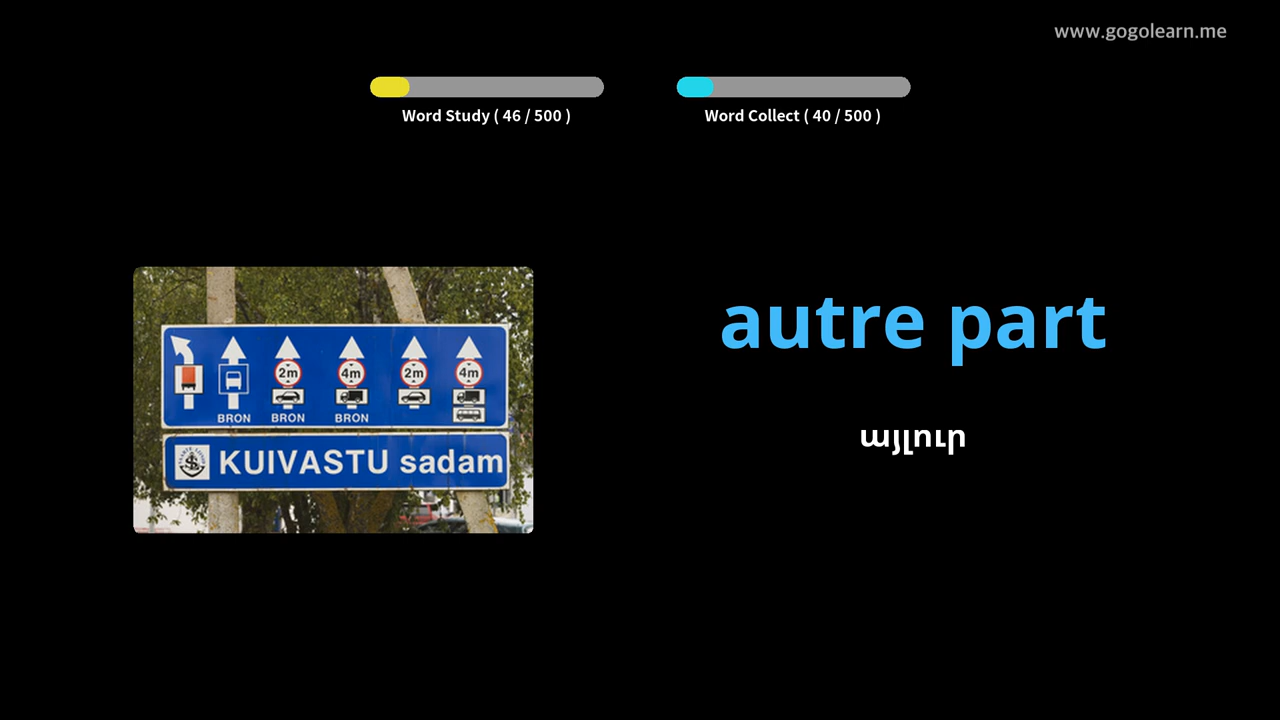 www.gogolearn.me
Word Study ( 46 / 500 )
Word Collect ( 40 / 500 )
2m 4m 2m 4m
BRON BRON BRON
KUIVASTU sadam
autre part
այլուր